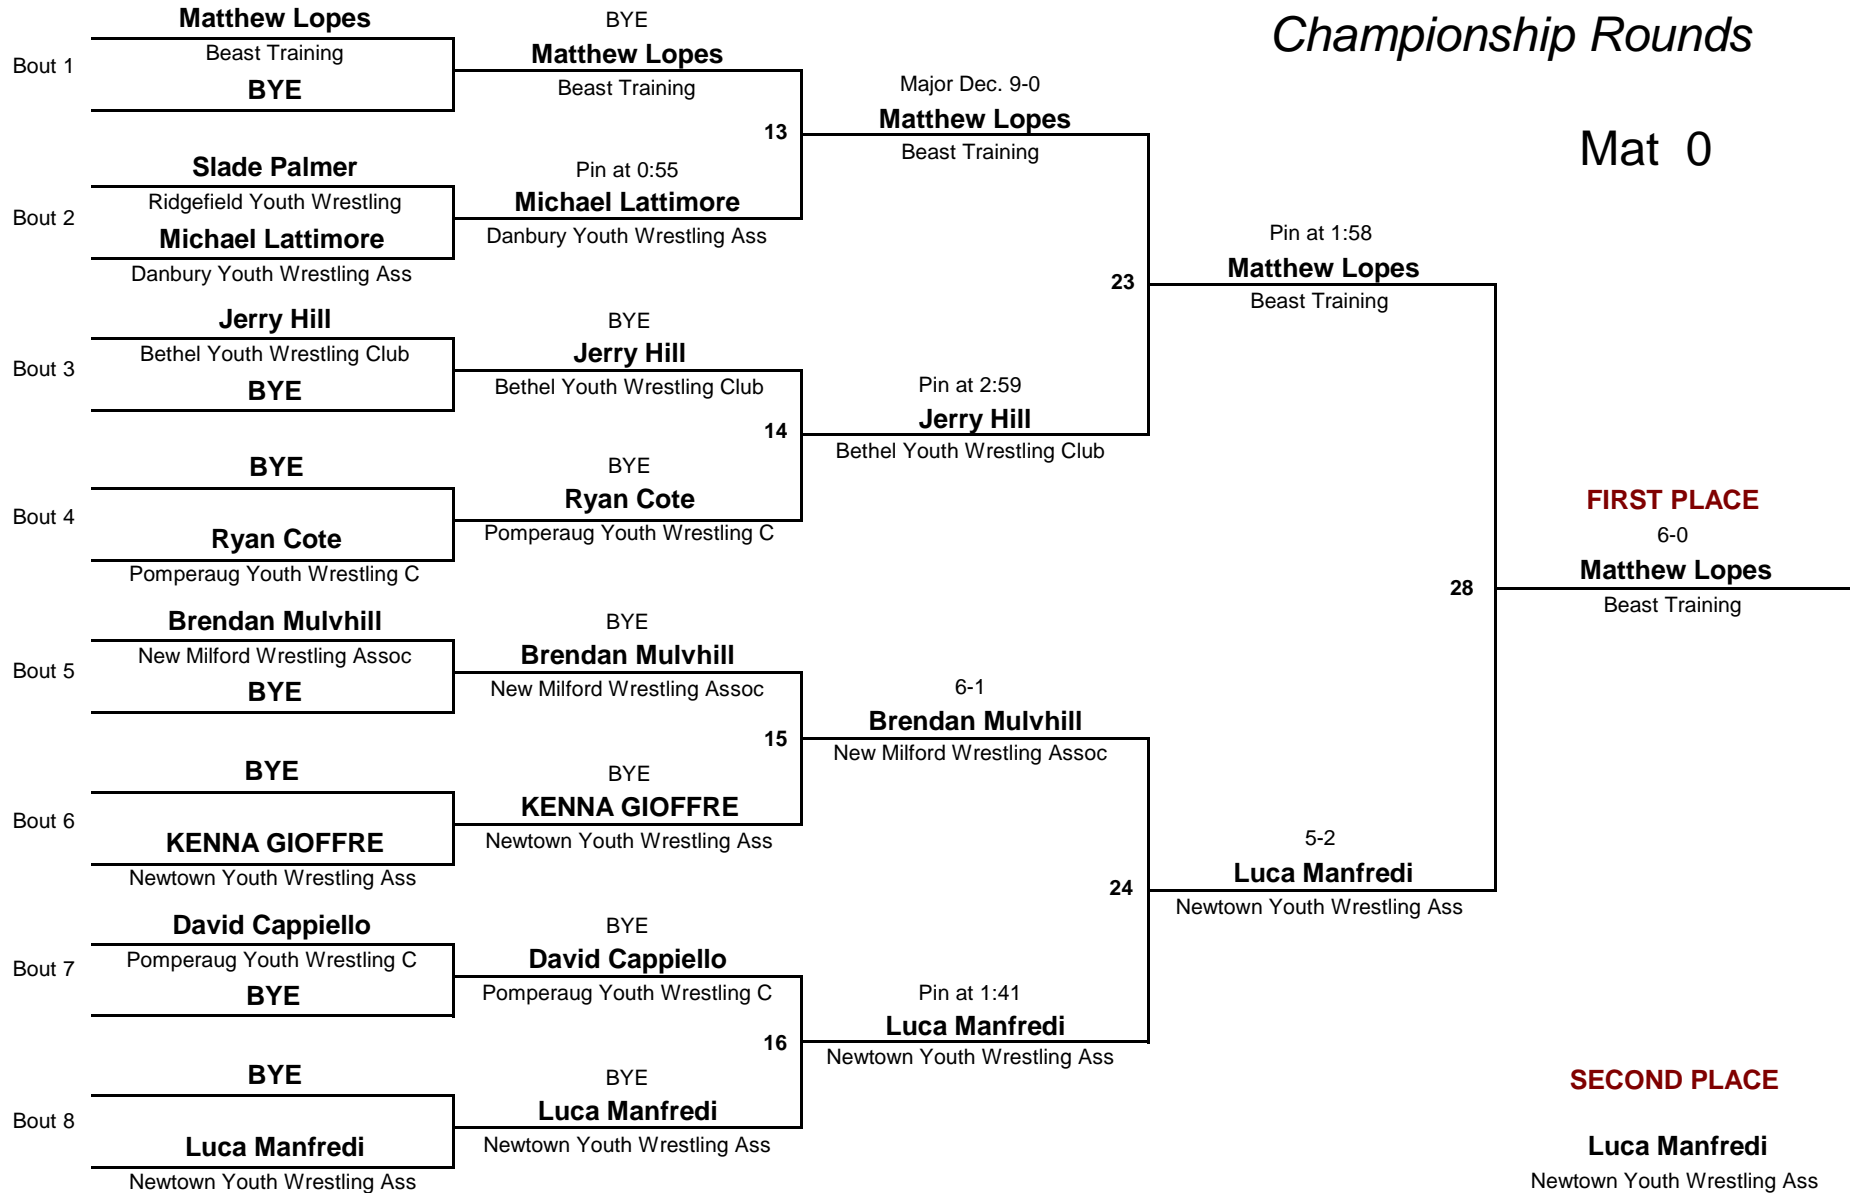 Championship Rounds
Mat 0
Bout 1
Matthew Lopes
Beast Training
BYE
Bout 2
Slade Palmer
Ridgefield Youth Wrestling
Michael Lattimore
Danbury Youth Wrestling Ass
Bout 3
Jerry Hill
Bethel Youth Wrestling Club
BYE
Bout 4
BYE
Ryan Cote
Pomperaug Youth Wrestling C
Bout 5
Brendan Mulvhill
New Milford Wrestling Assoc
BYE
Bout 6
BYE
KENNA GIOFFRE
Newtown Youth Wrestling Ass
Bout 7
David Cappiello
Pomperaug Youth Wrestling C
BYE
Bout 8
BYE
Luca Manfredi
Newtown Youth Wrestling Ass
BYE
Matthew Lopes
Beast Training
13
Pin at 0:55
Michael Lattimore
Danbury Youth Wrestling Ass
BYE
Jerry Hill
Bethel Youth Wrestling Club
14
BYE
Ryan Cote
Pomperaug Youth Wrestling C
BYE
Brendan Mulvhill
New Milford Wrestling Assoc
15
BYE
KENNA GIOFFRE
Newtown Youth Wrestling Ass
BYE
David Cappiello
Pomperaug Youth Wrestling C
16
BYE
Luca Manfredi
Newtown Youth Wrestling Ass
Major Dec. 9-0
Matthew Lopes
Beast Training
23
Pin at 2:59
Jerry Hill
Bethel Youth Wrestling Club
6-1
Brendan Mulvhill
New Milford Wrestling Assoc
24
Pin at 1:41
Luca Manfredi
Newtown Youth Wrestling Ass
Pin at 1:58
Matthew Lopes
Beast Training
28
5-2
Luca Manfredi
Newtown Youth Wrestling Ass
FIRST PLACE
6-0
Matthew Lopes
Beast Training
SECOND PLACE
Luca Manfredi
Newtown Youth Wrestling Ass